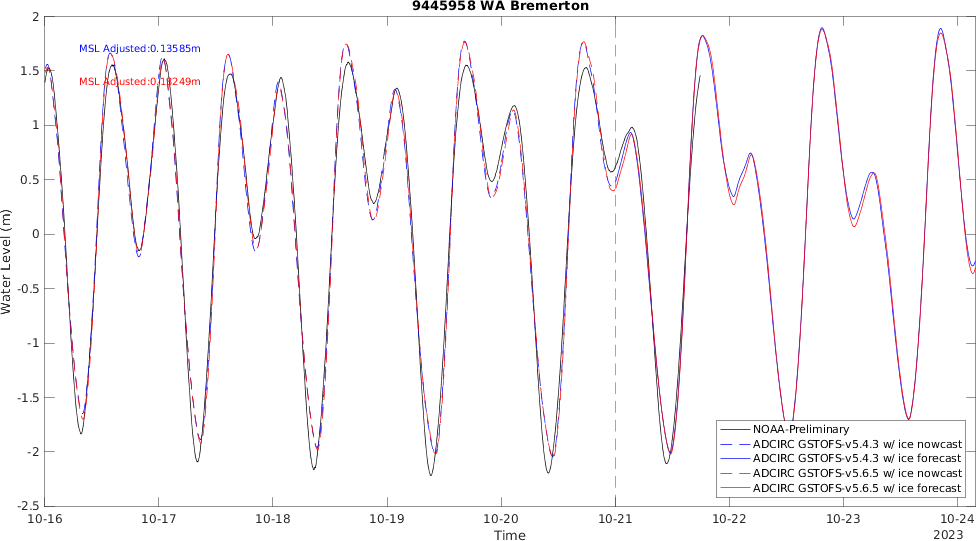 9445958 WA Bremerton
MSL Adjusted:0.13585m
MSL Adjusted:0.13249m
Water Level (m)
2
1.5
1
0.5
0
-0.5
-1
-1.5
-2
-2.5
NOAA-Preliminary
ADCIRC GSTOFS-v5.4.3 w/ ice nowcast
ADCIRC GSTOFS-v5.4.3 w/ ice forecast
ADCIRC GSTOFS-v5.6.5 w/ ice nowcast
ADCIRC GSTOFS-v5.6.5 w/ ice forecast
10-16 10-17 10-18 10-19 10-20 10-21 10-22 10-23 10-24
Time
2023